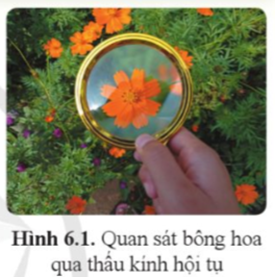 Hình 6.1. Quan sát bông hoa
qua thấu kính hội tụ